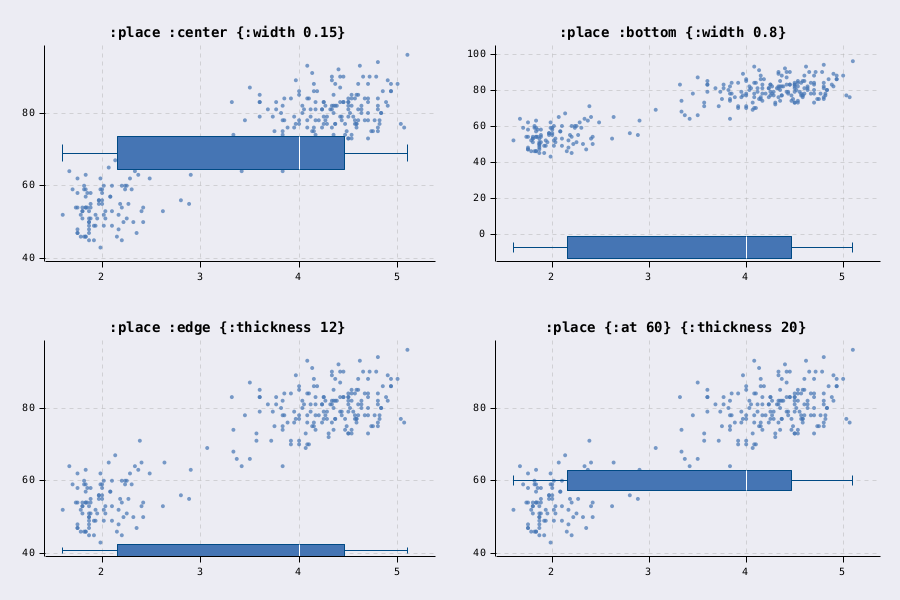 :place :center {:width 0.15}
80
60
40
2 3 4 5
:place :bottom {:width 0.8}
100
80
60
40
20
0
2 3 4 5
:place :edge {:thickness 12}
80
60
40
2 3 4 5
:place {:at 60} {:thickness 20}
80
60
40
2 3 4 5